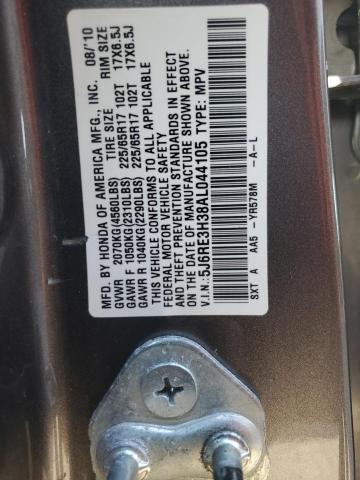 MFD. BY HONDA OF AMERICA MFG., INC. 08/'10
TIRE SIZE RIM SIZE
GVWR 2070KG(4560LBS)
GAWR F 1050KG(2310LBS) 225/65R17 102T 17X6.5J
GAWR R 1040KG(2290LBS) 225/65R17 102T 17X6.5J
THIS VEHICLE CONFORMS TO ALL APPLICABLE
FEDERAL MOTOR VEHICLE SAFETY
AND THEFT PREVENTION STANDARDS IN EFFECT
ON THE DATE OF MANUFACTURE SHOWN ABOVE.
V.I.N.: 5J6RE3H38AL044105 TYPE: MPV
SXT A AA5 -YR578M -A-L